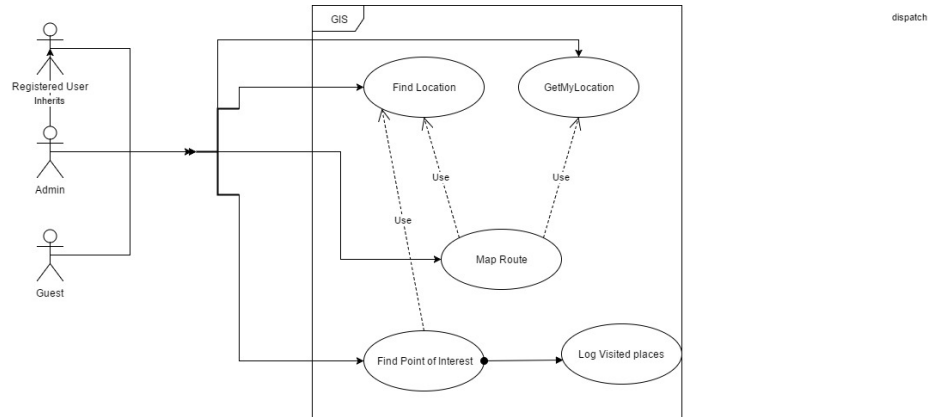 GIS
dispatch
Find Location
GetMyLocation
Registered User
Inherits
Use
Use
Admin
Use
Map Route
Guest
Find Point of Interest
Log Visited places